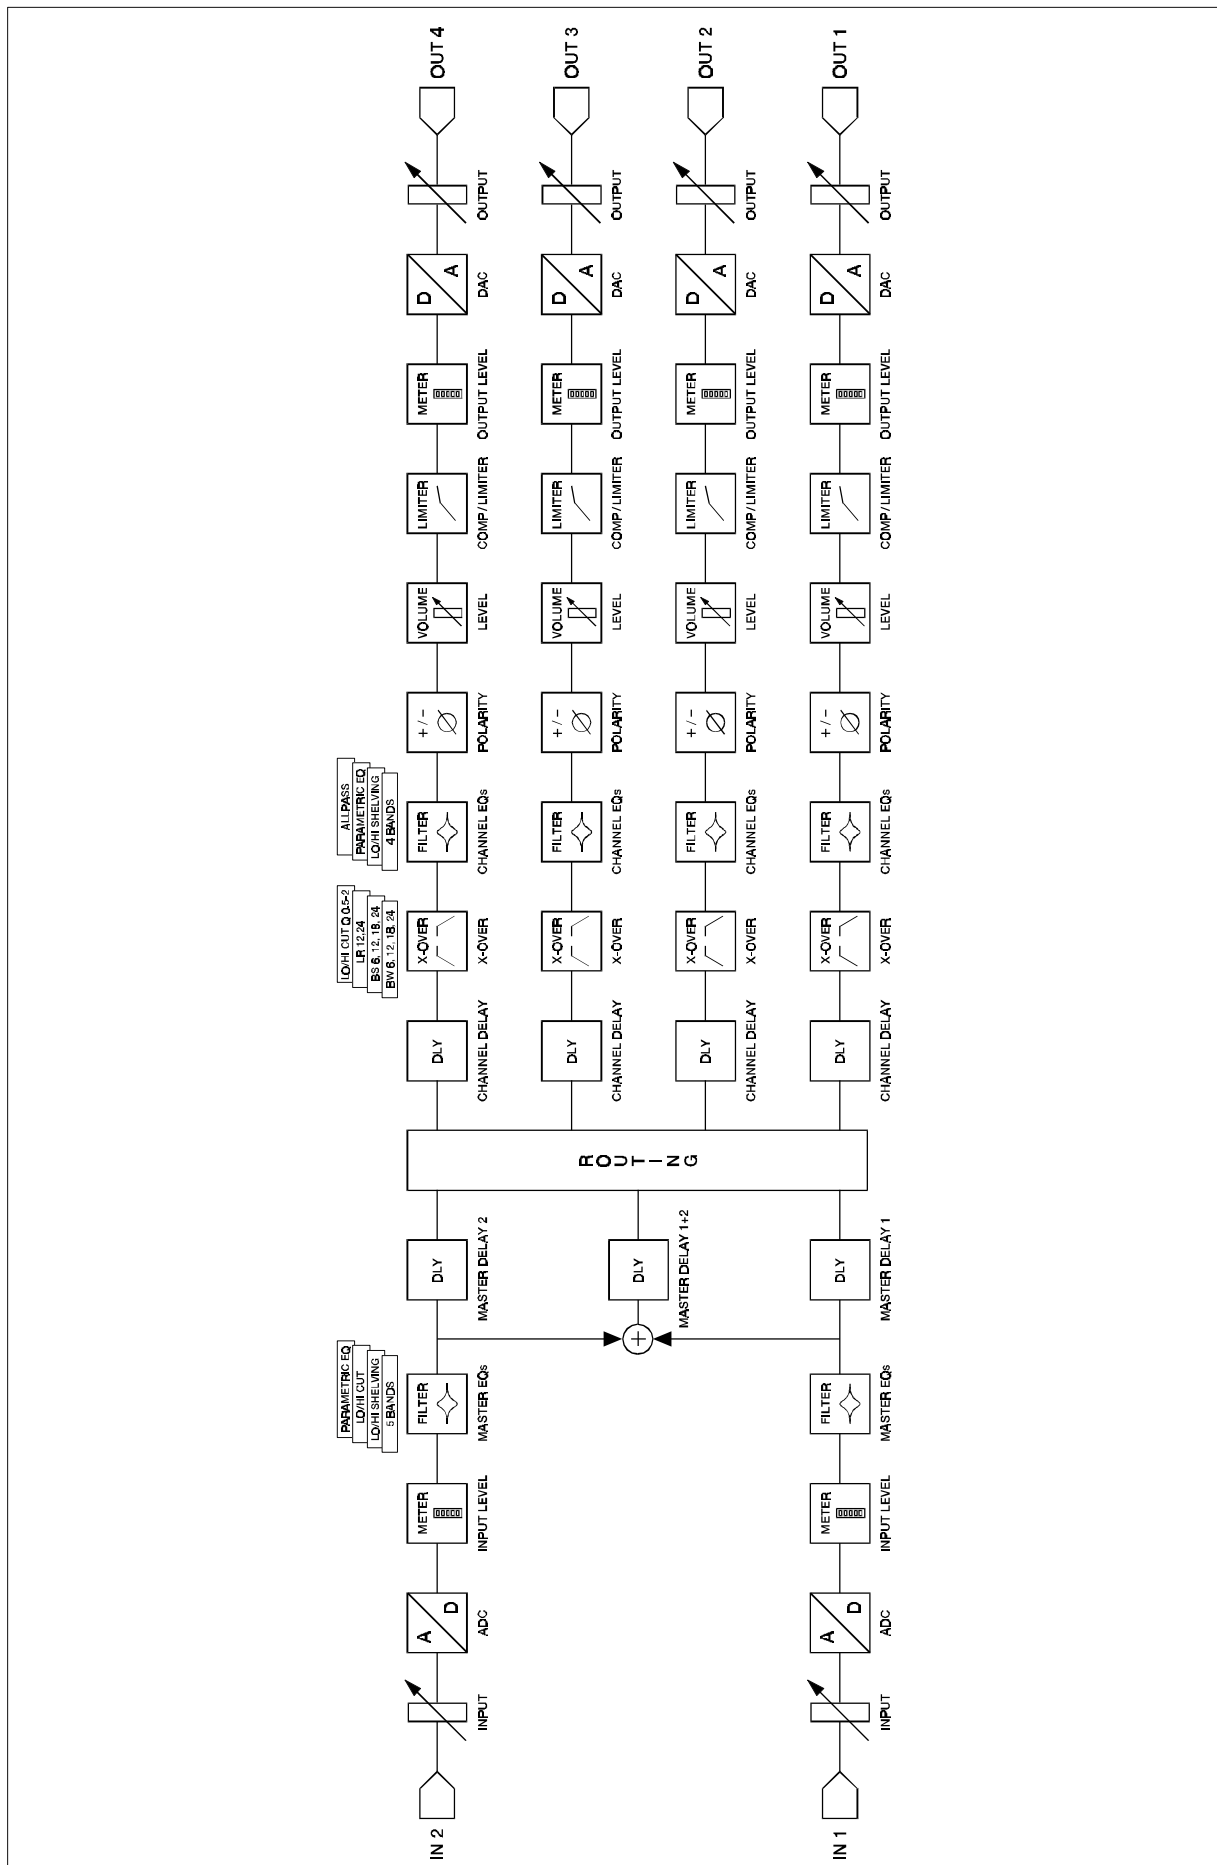 PARAMETRIC EQ
LO/HI CUT
LO/HI SHELVING
5 BANDS
LO/HI CUT Q 0.5-2
LR 12,24
BS 6, 12, 18, 24
BW 6, 12, 18, 24
ALLPASS
PARAMETRIC EQ
LO/HI SHELVING
4 BANDS
IN 2
INPUT
A
D
ADC
METER
INPUT LEVEL
FILTER
MASTER EQs
DLY
MASTER DELAY 2
DLY
CHANNEL DELAY
X-OVER
X-OVER
FILTER
CHANNEL EQs
+/-
POLARITY
VOLUME
LEVEL
LIMITER
COMP/LIMITER
METER
OUTPUT LEVEL
D
A
DAC
OUTPUT
OUT 4
DLY
CHANNEL DELAY
X-OVER
X-OVER
FILTER
CHANNEL EQs
+/-
POLARITY
VOLUME
LEVEL
LIMITER
COMP/LIMITER
METER
OUTPUT LEVEL
D
A
DAC
OUTPUT
OUT 3
+
DLY
MASTER DELAY 1+2
ROUTING
DLY
CHANNEL DELAY
X-OVER
X-OVER
FILTER
CHANNEL EQs
+/-
POLARITY
VOLUME
LEVEL
LIMITER
COMP/LIMITER
METER
OUTPUT LEVEL
D
A
DAC
OUTPUT
OUT 2
IN 1
INPUT
A
D
ADC
METER
INPUT LEVEL
FILTER
MASTER EQs
DLY
MASTER DELAY 1
DLY
CHANNEL DELAY
X-OVER
X-OVER
FILTER
CHANNEL EQs
+/-
POLARITY
VOLUME
LEVEL
LIMITER
COMP/LIMITER
METER
OUTPUT LEVEL
D
A
DAC
OUTPUT
OUT 1